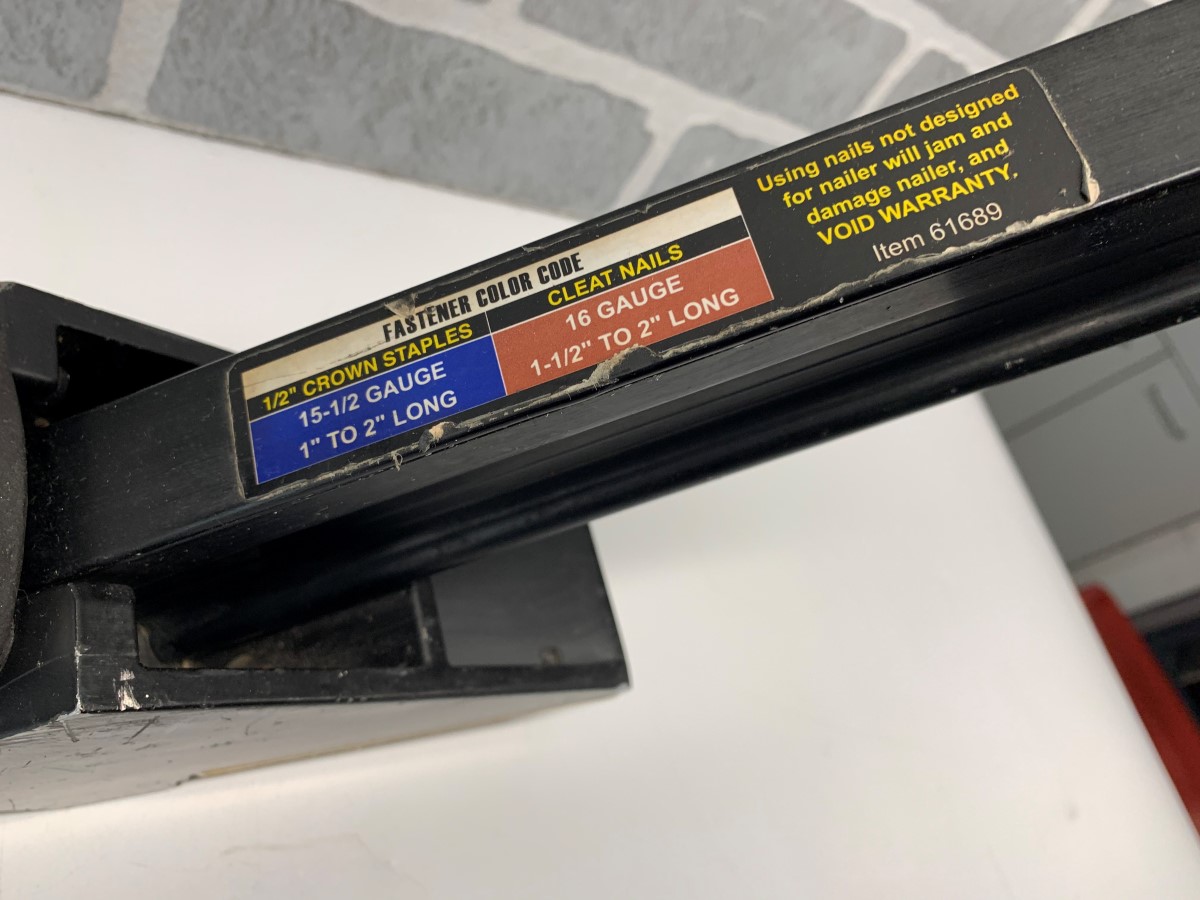 FASTENER COLOR CODE
1/2" CROWN STAPLES
15-1/2 GAUGE
1" TO 2" LONG
CLEAT NAILS
16 GAUGE
1-1/2" TO 2" LONG
Using nails not designed
for nailer will jam and
damage nailer, and
VOID WARRANTY.
Item 61689